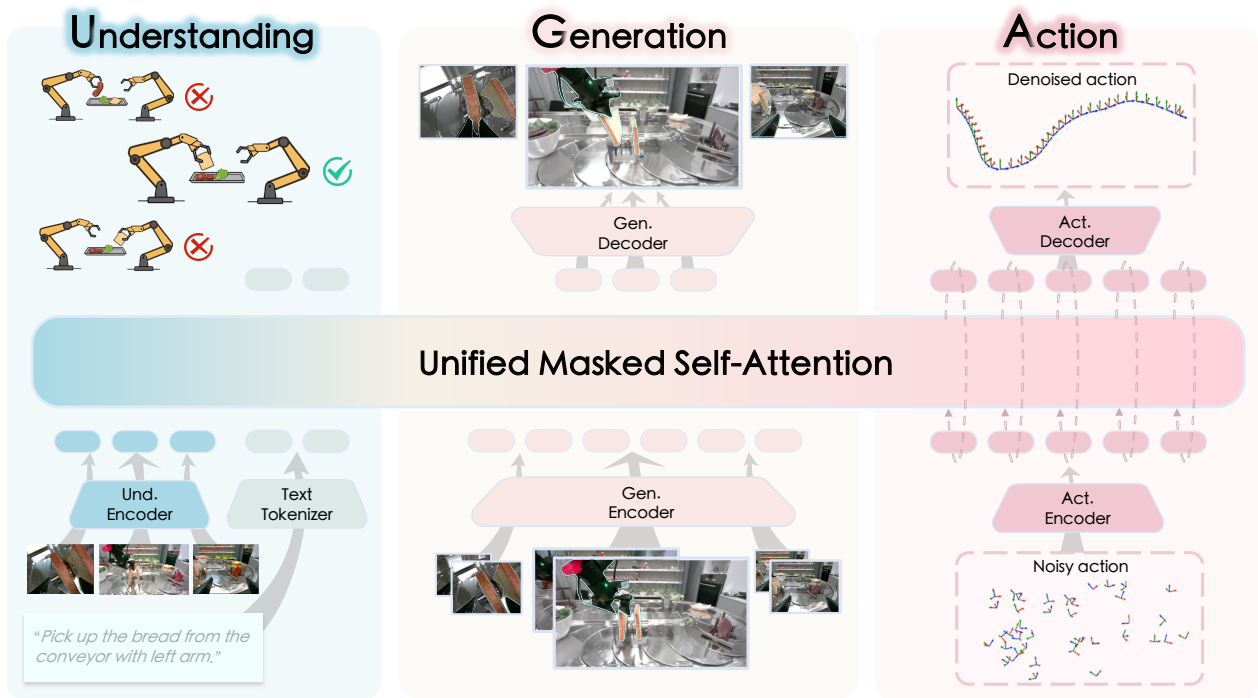 Understanding
Generation
Action
Denoised action
Gen.
Decoder
Act.
Decoder
Unified Masked Self-Attention
Und.
Encoder
Text
Tokenizer
Gen.
Encoder
Act.
Encoder
Noisy action
“Pick up the bread from the
conveyor with left arm.”